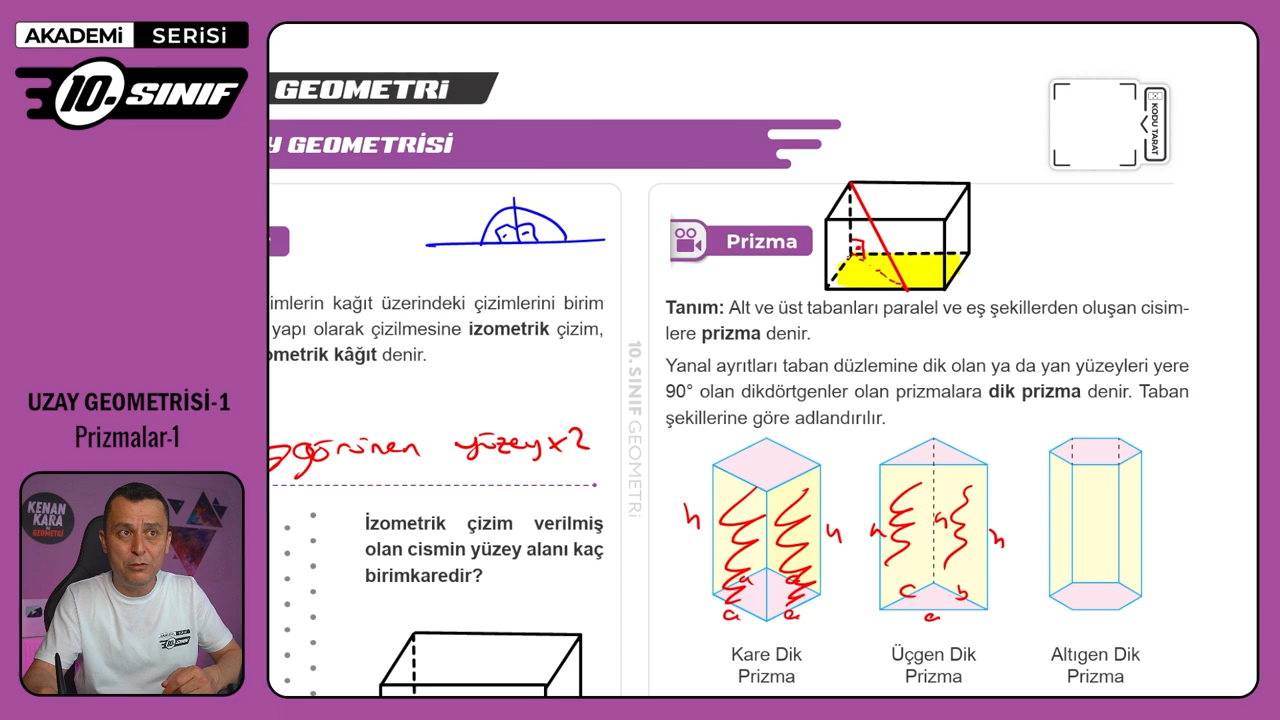 AKADEMİ SERİSİ
10. SINIF
UZAY GEOMETRİSİ-1
Prizmalar-1
KENAN
KARA
GEOMETRİ
10. SINIF
GEOMETRİ
Y GEOMETRİSİ
KODU TARAT
imlerin kağıt üzerindeki çizimlerini birim
yapı olarak çizilmesine izometrik çizim,
ometrik kâğıt denir.
görünen yüzey x 2
İzometrik çizim verilmiş
olan cismin yüzey alanı kaç
birimkaredir?
10. SINIF GEOMETRİ
Prizma
Tanım: Alt ve üst tabanları paralel ve eş şekillerden oluşan cisim-
lere prizma denir.
Yanal ayrıtları taban düzlemine dik olan ya da yan yüzeyleri yere
90° olan dikdörtgenler olan prizmalara dik prizma denir. Taban
şekillerine göre adlandırılır.
h h h h h
a a a a c b a
Kare Dik
Prizma
Üçgen Dik
Prizma
Altıgen Dik
Prizma